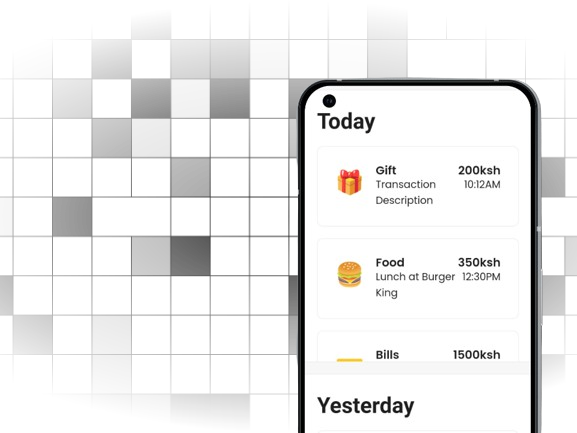 Today
Gift 200ksh
Transaction 10:12AM
Description
Food 350ksh
Lunch at Burger 12:30PM
King
Bills 1500ksh
Yesterday